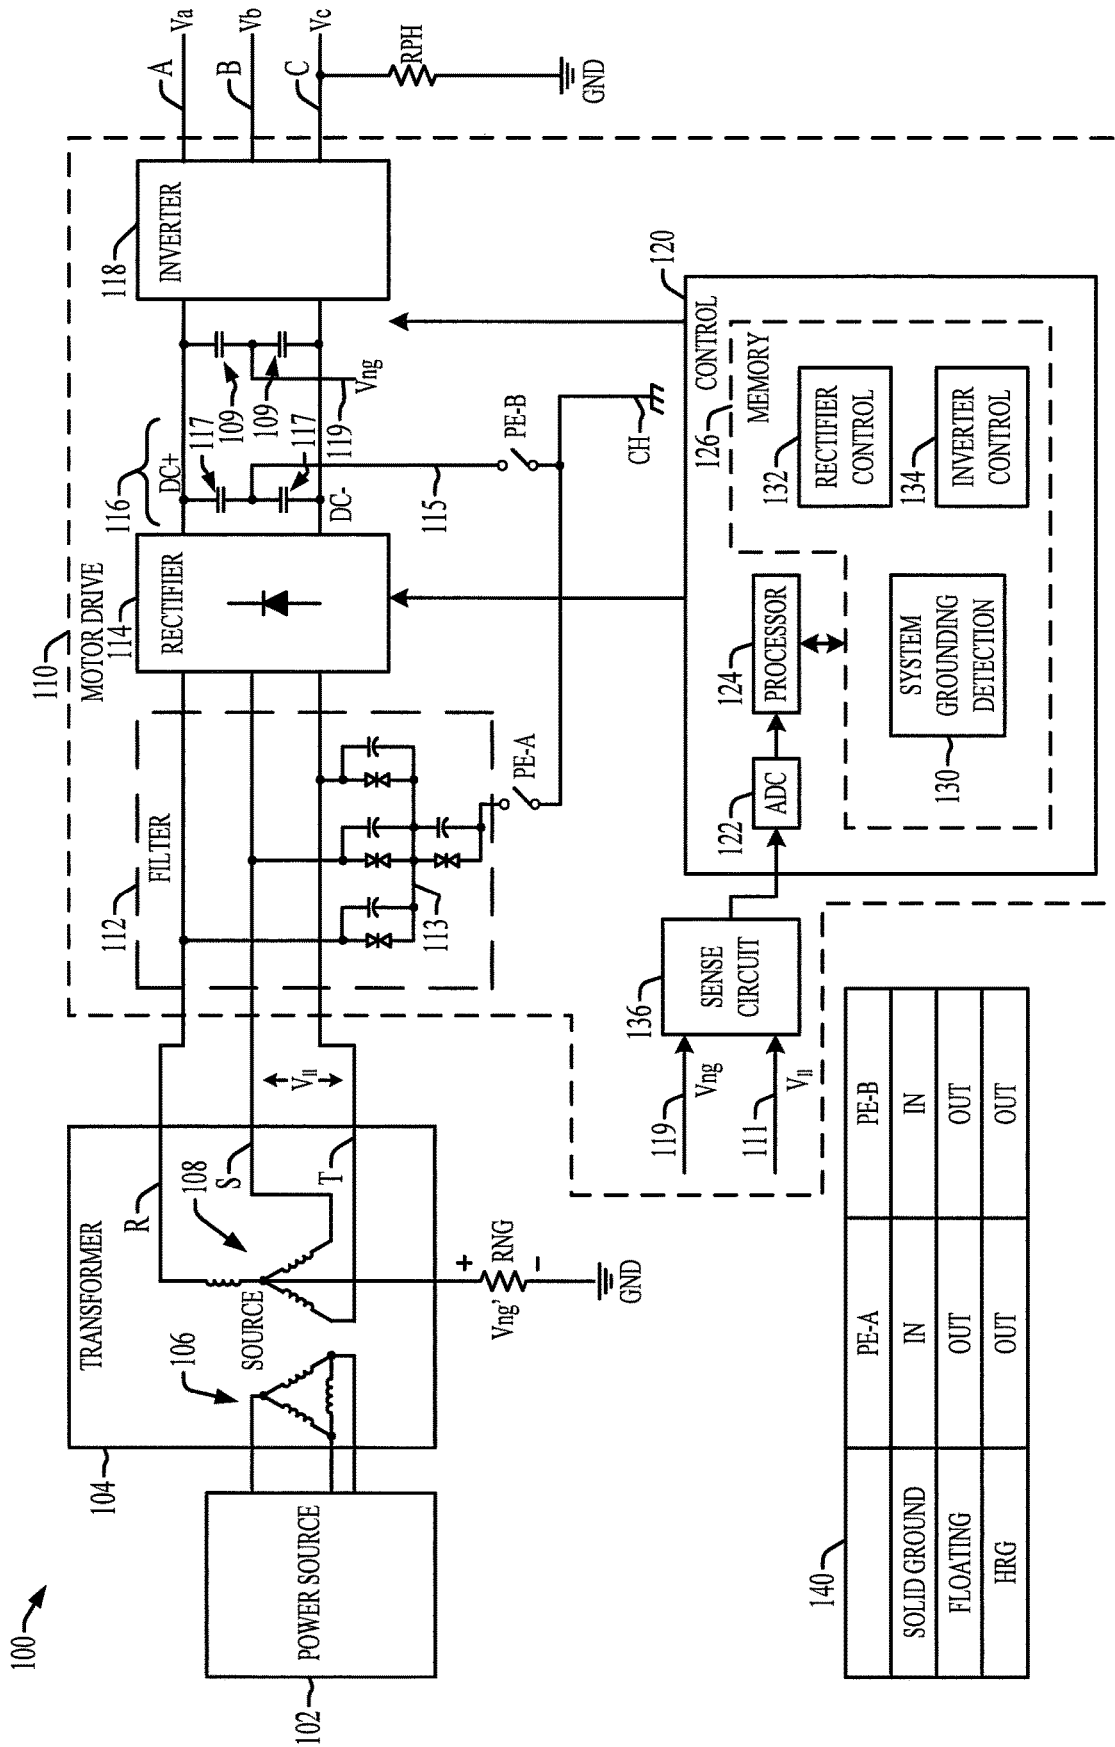 100
102
POWER SOURCE
104
TRANSFORMER
106
SOURCE
108
R
S
T
V‖
Vng'
+
RNG
-
GND
110
MOTOR DRIVE
112
FILTER
113
114
RECTIFIER
116
DC+
DC-
117
117
109
109
119
Vng
115
118
INVERTER
A
Va
B
Vb
C
Vc
RPH
GND
PE-A
PE-B
CH
120
CONTROL
122
ADC
124
PROCESSOR
126
MEMORY
130
SYSTEM
GROUNDING
DETECTION
132
RECTIFIER
CONTROL
134
INVERTER
CONTROL
136
SENSE
CIRCUIT
119
Vng
111
V‖
140
PE-A PE-B
SOLID GROUND IN IN
FLOATING OUT OUT
HRG OUT OUT